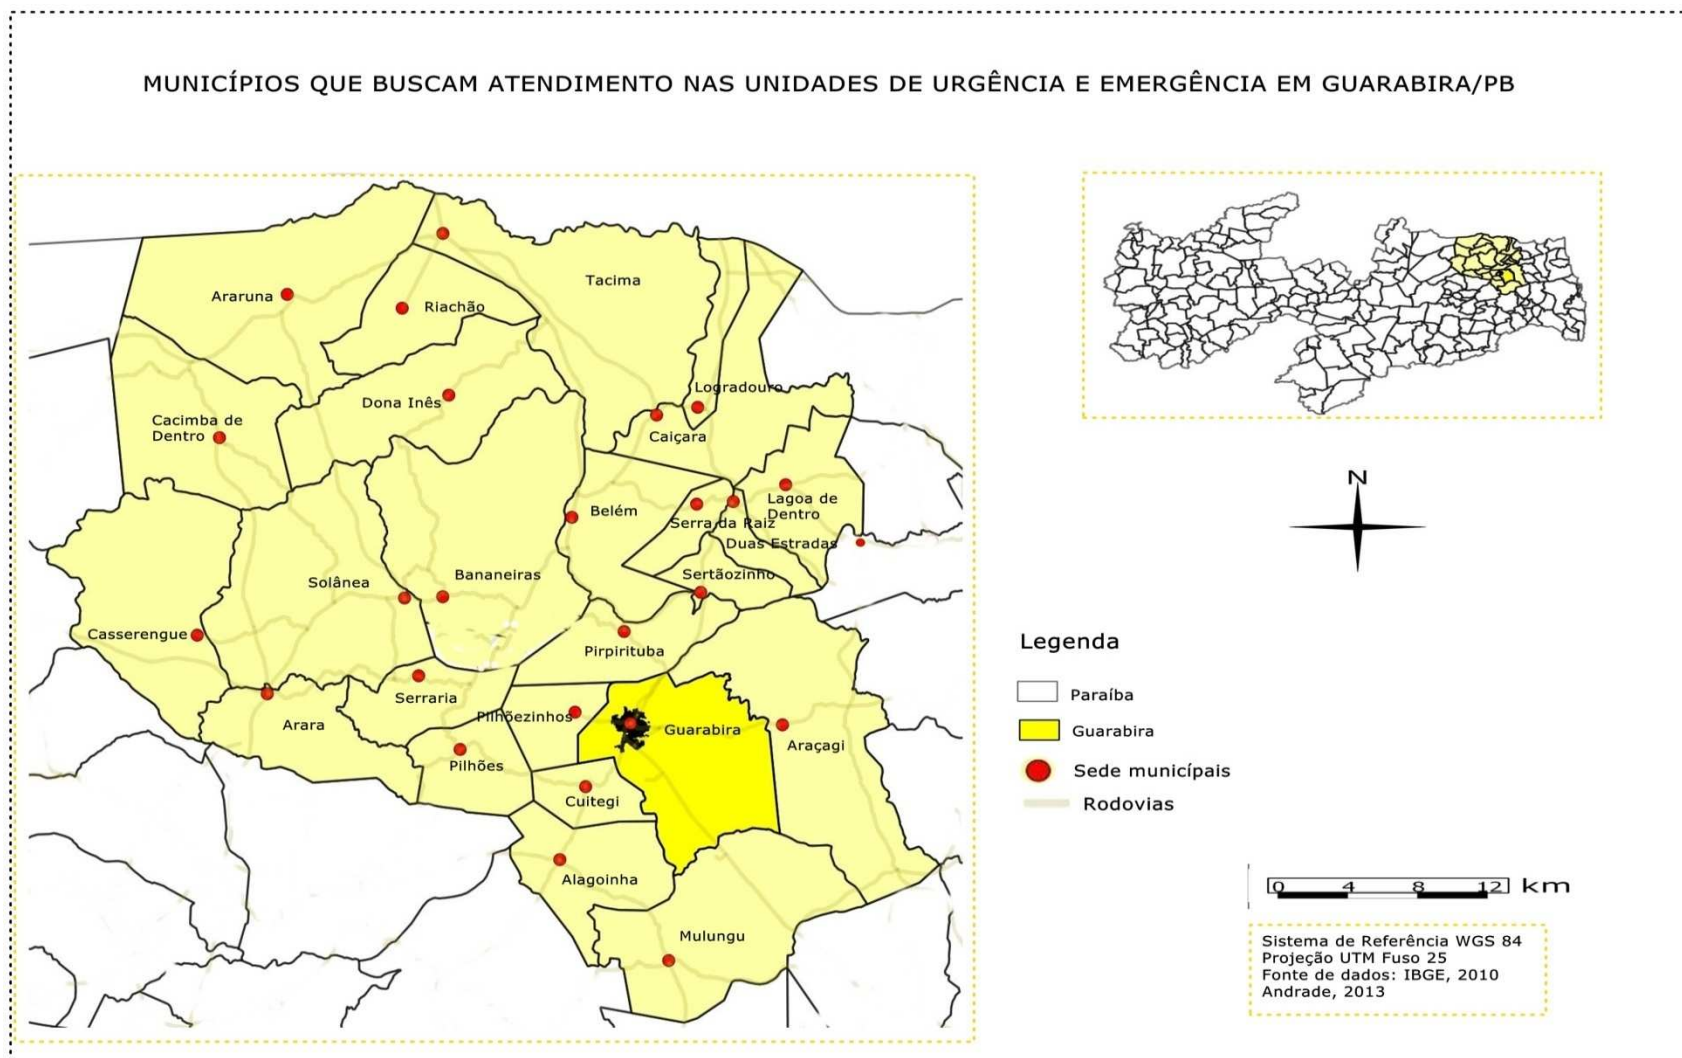 MUNICÍPIOS QUE BUSCAM ATENDIMENTO NAS UNIDADES DE URGÊNCIA E EMERGÊNCIA EM GUARABIRA/PB
Tacima
Araruna
Riachão
Logradouro
Dona Inês
Cacimba de
Dentro
Caiçara
Lagoa de
Dentro
Belém
Serra da Raiz
Duas Estradas
Sertãozinho
Bananeiras
Solânea
Casserengue
Pirpirituba
Serraria
Pilhõezinhos
Arara
Guarabira
Araçagi
Pilhões
Cuitegi
Alagoinha
Mulungu
N
Legenda
Paraíba
Guarabira
Sede municípais
Rodovias
0 4 8 12 km
Sistema de Referência WGS 84
Projeção UTM Fuso 25
Fonte de dados: IBGE, 2010
Andrade, 2013